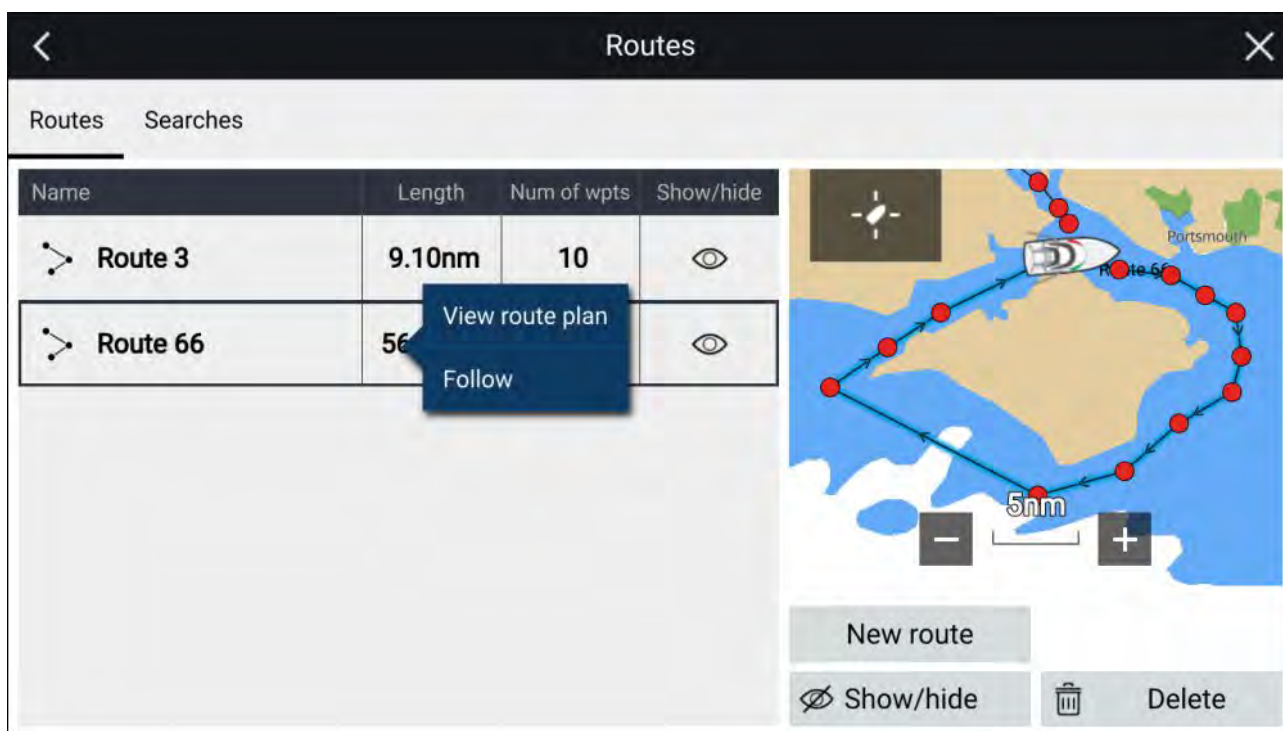 Routes
Routes Searches
Name Length Num of wpts Show/hide
Route 3 9.10nm 10
Route 66 56
View route plan
Follow
Portsmouth
Route 66
5nm
New route
Show/hide Delete